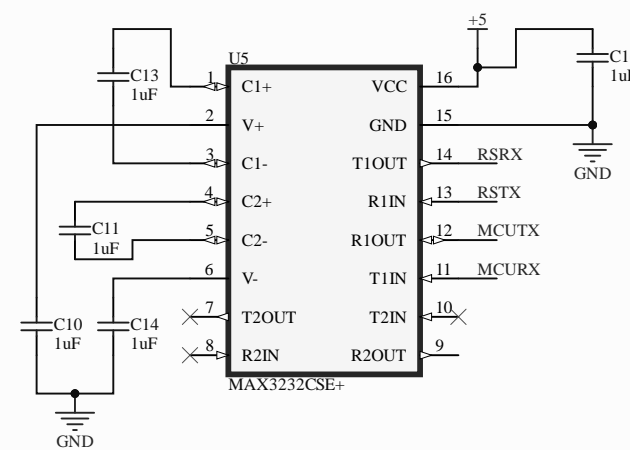 +5
U5
C13
1uF
1
C1+
VCC
16
C1
1uF
2
V+
GND
15
3
C1-
T1OUT
14
RSRX
GND
4
C2+
R1IN
13
RSTX
C11
1uF
5
C2-
R1OUT
12
MCUTX
6
V-
T1IN
11
MCURX
7
T2OUT
T2IN
10
C10
1uF
C14
1uF
8
R2IN
R2OUT
9
MAX3232CSE+
GND